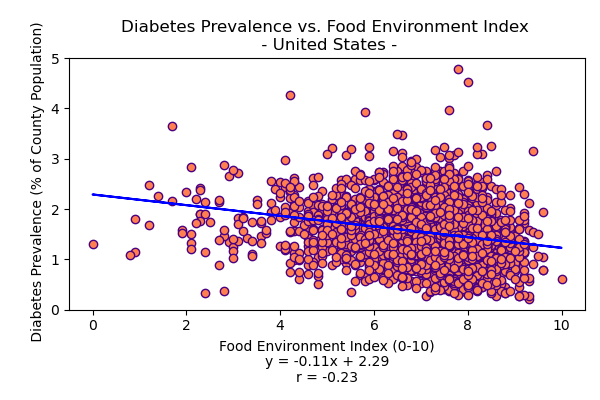 Diabetes Prevalence vs. Food Environment Index
- United States -
Diabetes Prevalence (% of County Population)
5
4
3
2
1
0
0 2 4 6 8 10
Food Environment Index (0-10)
y = -0.11x + 2.29
r = -0.23